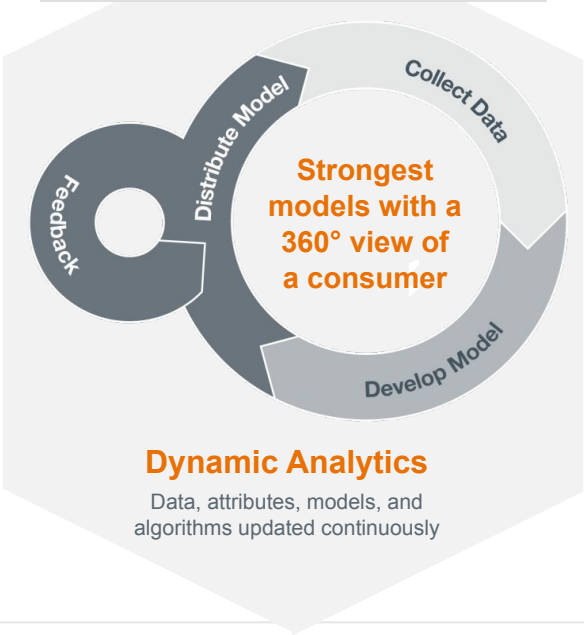 Collect Data
Distribute Model
Feedback
Strongest
models with a
360° view of
a consumer
Develop Model
Dynamic Analytics
Data, attributes, models, and
algorithms updated continuously